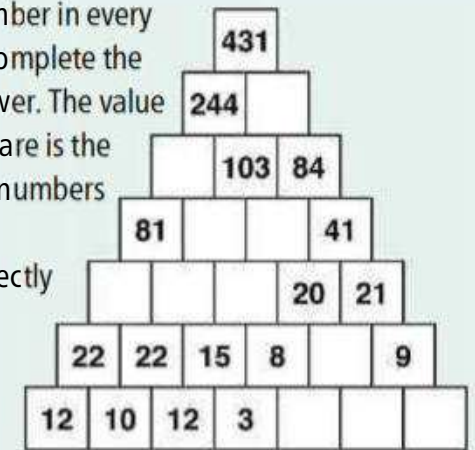 nber in every
omplete the
wer. The value
are is the
numbers
ectly
431
244
103 84
81 41
20 21
22 22 15 8 9
12 10 12 3